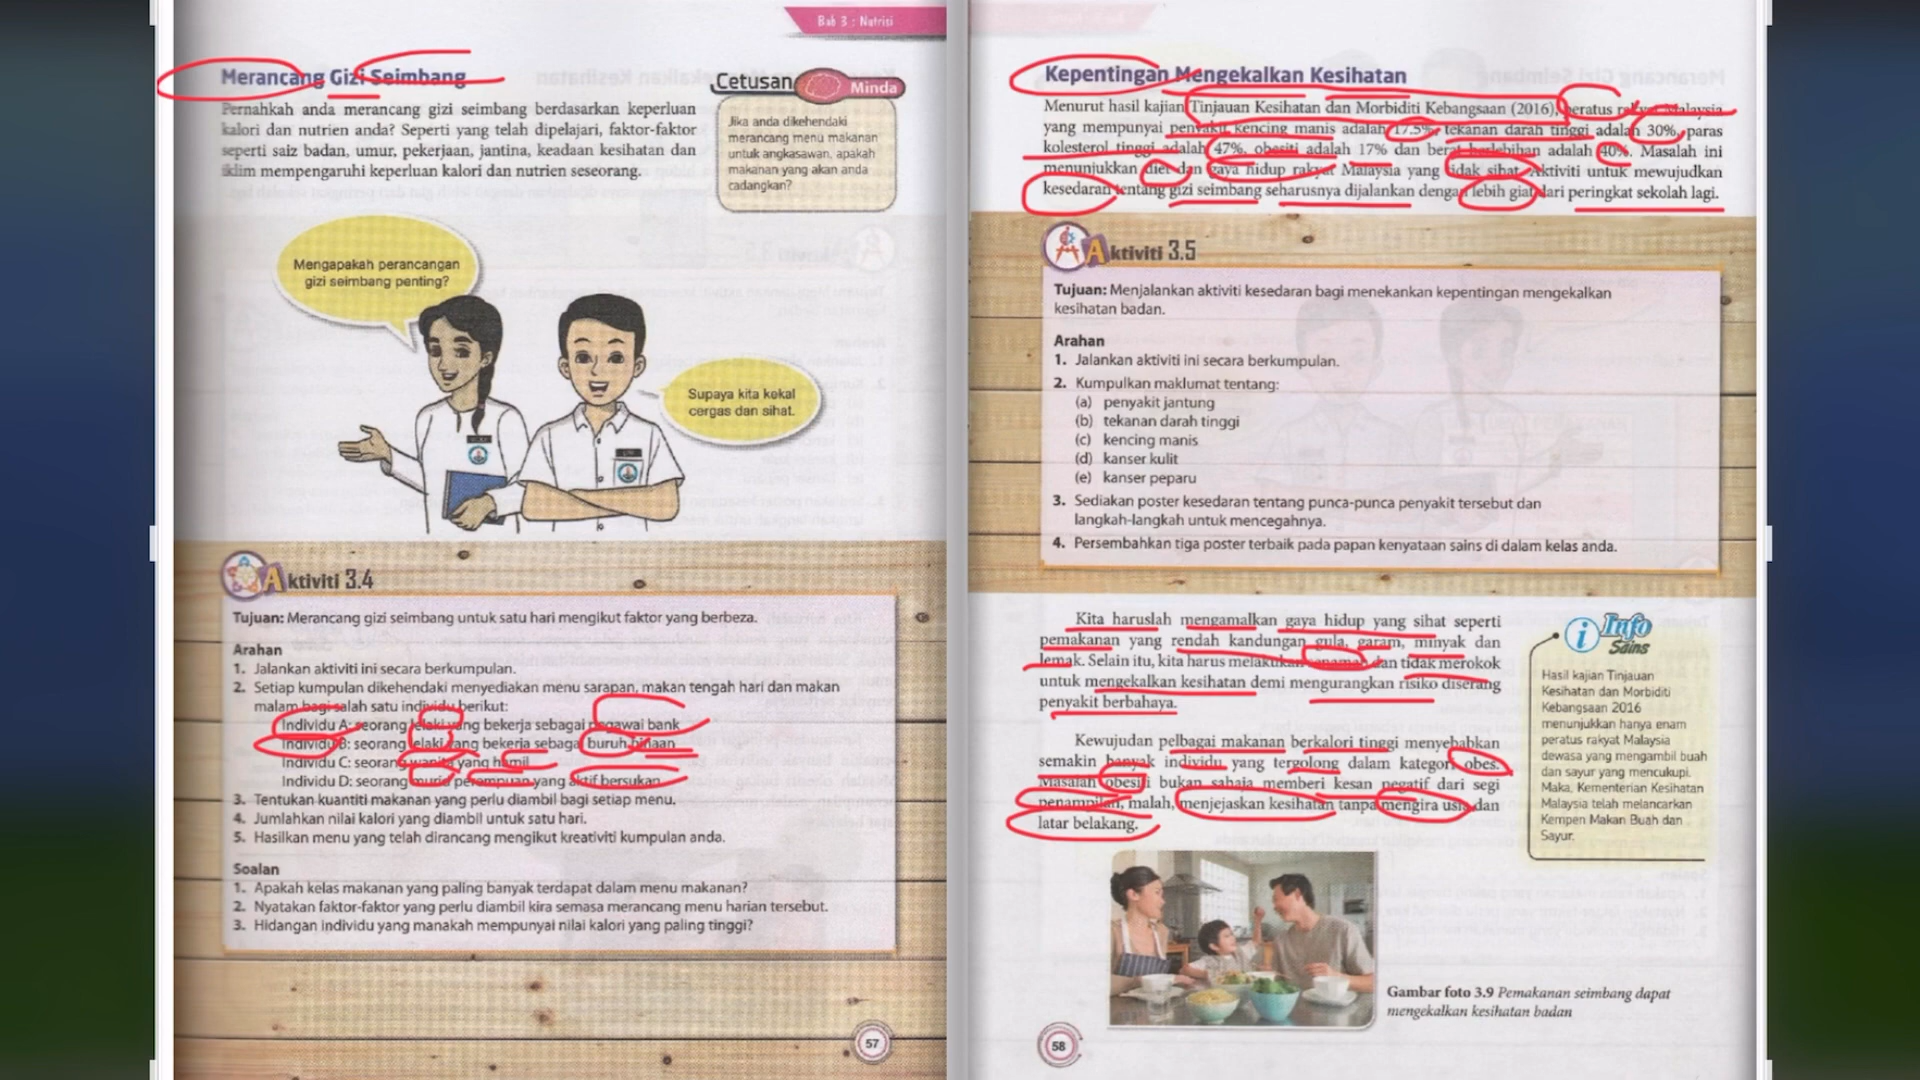 Bab 3 : Nutrisi
Merancang Gizi Seimbang
Pernahkah anda merancang gizi seimbang berdasarkan keperluan
kalori dan nutrien anda? Seperti yang telah dipelajari, faktor-faktor
seperti saiz badan, umur, pekerjaan, jantina, keadaan kesihatan dan
iklim mempengaruhi keperluan kalori dan nutrien seseorang.
Cetusan Minda
Jika anda dikehendaki
merancang menu makanan
untuk angkasawan, apakah
makanan yang akan anda
cadangkan?
Mengapakah perancangan
gizi seimbang penting?
Supaya kita kekal
cergas dan sihat.
Aktiviti 3.4
Tujuan: Merancang gizi seimbang untuk satu hari mengikut faktor yang berbeza.
Arahan
1. Jalankan aktiviti ini secara berkumpulan.
2. Setiap kumpulan dikehendaki menyediakan menu sarapan, makan tengah hari dan makan
malam bagi salah satu individu berikut:
Individu A: seorang lelaki yang bekerja sebagai pegawai bank
Individu B: seorang lelaki yang bekerja sebagai buruh binaan
Individu C: seorang wanita yang hamil
Individu D: seorang murid perempuan yang aktif bersukan
3. Tentukan kuantiti makanan yang perlu diambil bagi setiap menu.
4. Jumlahkan nilai kalori yang diambil untuk satu hari.
5. Hasilkan menu yang telah dirancang mengikut kreativiti kumpulan anda.
Soalan
1. Apakah kelas makanan yang paling banyak terdapat dalam menu makanan?
2. Nyatakan faktor-faktor yang perlu diambil kira semasa merancang menu harian tersebut.
3. Hidangan individu yang manakah mempunyai nilai kalori yang paling tinggi?
57
Kepentingan Mengekalkan Kesihatan
Menurut hasil kajian Tinjauan Kesihatan dan Morbiditi Kebangsaan (2016), peratus rakyat Malaysia
yang mempunyai penyakit kencing manis adalah 17.5%, tekanan darah tinggi adalah 30%, paras
kolesterol tinggi adalah 47%, obesiti adalah 17% dan berat berlebihan adalah 40%. Masalah ini
menunjukkan diet dan gaya hidup rakyat Malaysia yang tidak sihat. Aktiviti untuk mewujudkan
kesedaran tentang gizi seimbang seharusnya dijalankan dengan lebih giat dari peringkat sekolah lagi.
Aktiviti 3.5
Tujuan: Menjalankan aktiviti kesedaran bagi menekankan kepentingan mengekalkan
kesihatan badan.
Arahan
1. Jalankan aktiviti ini secara berkumpulan.
2. Kumpulkan maklumat tentang:
(a) penyakit jantung
(b) tekanan darah tinggi
(c) kencing manis
(d) kanser kulit
(e) kanser peparu
3. Sediakan poster kesedaran tentang punca-punca penyakit tersebut dan
langkah-langkah untuk mencegahnya.
4. Persembahkan tiga poster terbaik pada papan kenyataan sains di dalam kelas anda.
Kita haruslah mengamalkan gaya hidup yang sihat seperti
pemakanan yang rendah kandungan gula, garam, minyak dan
lemak. Selain itu, kita harus melakukan senaman dan tidak merokok
untuk mengekalkan kesihatan demi mengurangkan risiko diserang
penyakit berbahaya.
Kewujudan pelbagai makanan berkalori tinggi menyebabkan
semakin banyak individu yang tergolong dalam kategori obes.
Masalah obesiti bukan sahaja memberi kesan negatif dari segi
penampilan, malah, menjejaskan kesihatan tanpa mengira usia dan
latar belakang.
Info Sains
Hasil kajian Tinjauan
Kesihatan dan Morbiditi
Kebangsaan 2016
menunjukkan hanya enam
peratus rakyat Malaysia
dewasa yang mengambil buah
dan sayur yang mencukupi.
Maka, Kementerian Kesihatan
Malaysia telah melancarkan
Kempen Makan Buah dan
Sayur.
Gambar foto 3.9 Pemakanan seimbang dapat
mengekalkan kesihatan badan
58